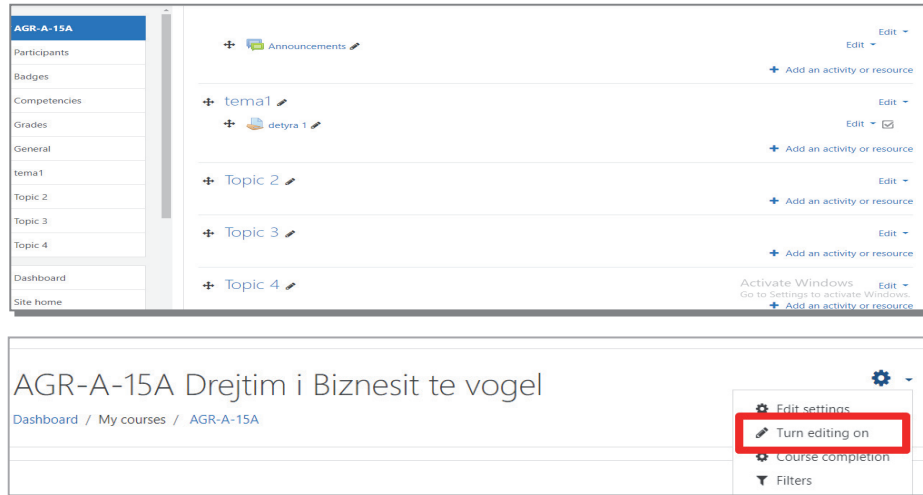 AGR-A-15A
Participants
Badges
Competencies
Grades
General
tema1
Topic 2
Topic 3
Topic 4
Dashboard
Site home
Edit
Announcements
Edit
Add an activity or resource
tema1
Edit
detyra 1
Edit
Add an activity or resource
Topic 2
Edit
Add an activity or resource
Topic 3
Edit
Add an activity or resource
Topic 4
Edit
Activate Windows
Go to Settings to activate Windows.
Add an activity or resource
AGR-A-15A Drejtim i Biznesit te vogel
Dashboard / My courses / AGR-A-15A
Edit settings
Turn editing on
Course completion
Filters